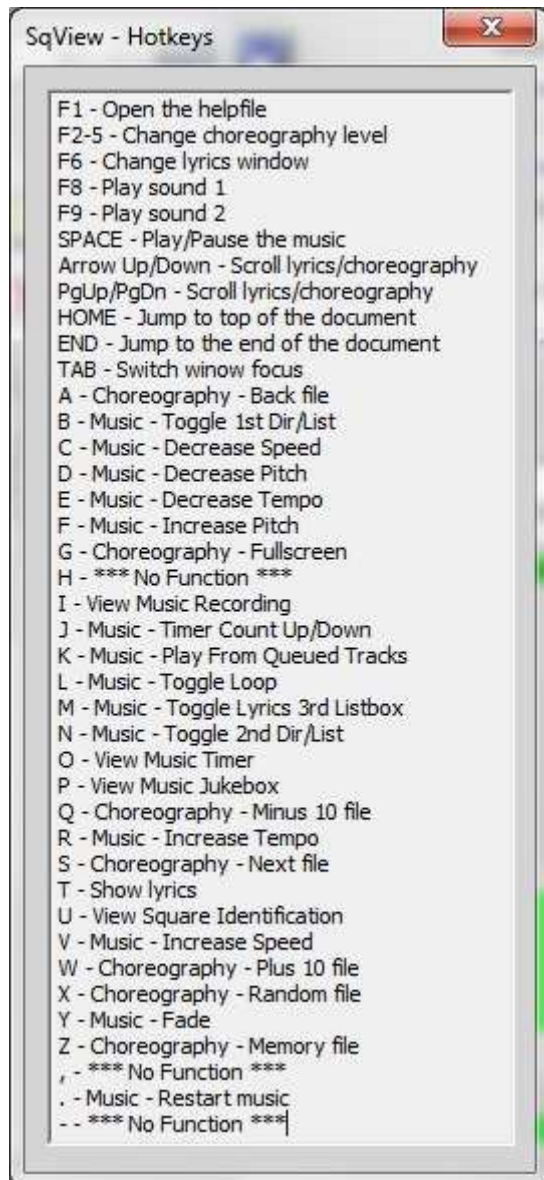 SqView - Hotkeys
F1 - Open the helpfile
F2-5 - Change choreography level
F6 - Change lyrics window
F8 - Play sound 1
F9 - Play sound 2
SPACE - Play/Pause the music
Arrow Up/Down - Scroll lyrics/choreography
PgUp/PgDn - Scroll lyrics/choreography
HOME - Jump to top of the document
END - Jump to the end of the document
TAB - Switch winow focus
A - Choreography - Back file
B - Music - Toggle 1st Dir/List
C - Music - Decrease Speed
D - Music - Decrease Pitch
E - Music - Decrease Tempo
F - Music - Increase Pitch
G - Choreography - Fullscreen
H - *** No Function ***
I - View Music Recording
J - Music - Timer Count Up/Down
K - Music - Play From Queued Tracks
L - Music - Toggle Loop
M - Music - Toggle Lyrics 3rd Listbox
N - Music - Toggle 2nd Dir/List
O - View Music Timer
P - View Music Jukebox
Q - Choreography - Minus 10 file
R - Music - Increase Tempo
S - Choreography - Next file
T - Show lyrics
U - View Square Identification
V - Music - Increase Speed
W - Choreography - Plus 10 file
X - Choreography - Random file
Y - Music - Fade
Z - Choreography - Memory file
, - *** No Function ***
. - Music - Restart music
- - *** No Function ***